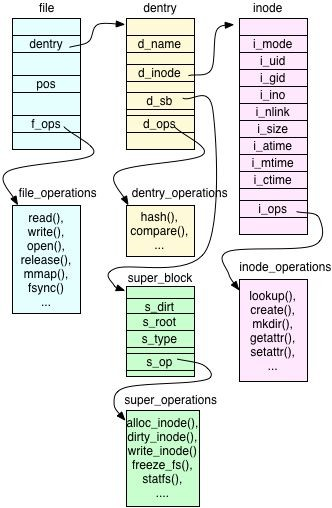 file
dentry
pos
f_ops
file_operations
read(),
write(),
open(),
release(),
mmap(),
fsync()
...
dentry
d_name
d_inode
d_sb
d_ops
dentry_operations
hash(),
compare(),
...
super_block
s_dirt
s_root
s_type
s_op
super_operations
alloc_inode(),
dirty_inode(),
write_inode()
freeze_fs(),
statfs(),
....
inode
i_mode
i_uid
i_gid
i_ino
i_nlink
i_size
i_atime
i_mtime
i_ctime
i_ops
inode_operations
lookup(),
create(),
mkdir(),
getattr(),
setattr(),
...